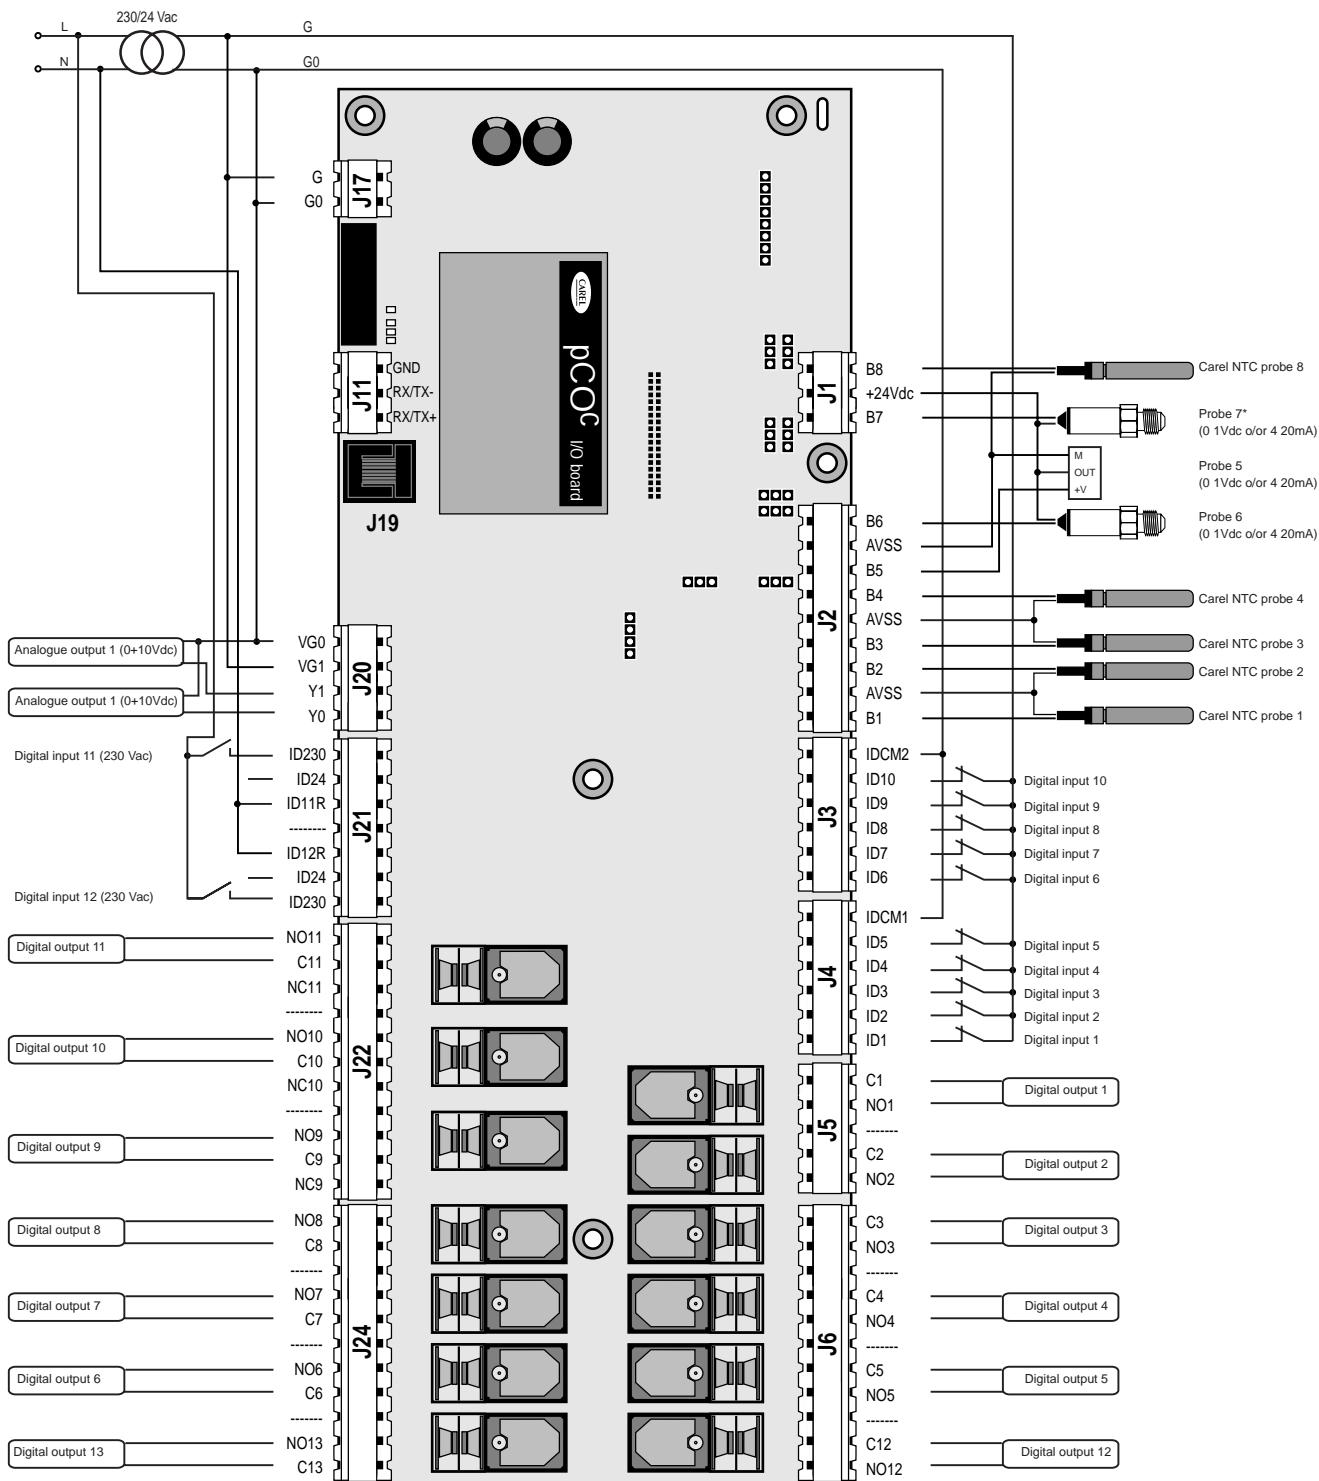 230/24 Vac
L
G
N
G0
G
G0
J17
CAREL
pCOC
I/O board
J11
GND
RX/TX-
RX/TX+
J19
J1
B8
+24Vdc
B7
Carel NTC probe 8
Probe 7*
(0 1Vdc o/or 4 20mA)
M
OUT
+V
Probe 5
(0 1Vdc o/or 4 20mA)
Probe 6
(0 1Vdc o/or 4 20mA)
J2
B6
AVSS
B5
B4
AVSS
B3
B2
AVSS
B1
Carel NTC probe 4
Carel NTC probe 3
Carel NTC probe 2
Carel NTC probe 1
Analogue output 1 (0+10Vdc)
Analogue output 1 (0+10Vdc)
VG0
VG1
Y1
Y0
J20
Digital input 11 (230 Vac)
Digital input 12 (230 Vac)
ID230
ID24
ID11R
--------
ID12R
ID24
ID230
J21
J3
IDCM2
ID10
ID9
ID8
ID7
ID6
Digital input 10
Digital input 9
Digital input 8
Digital input 7
Digital input 6
J4
IDCM1
ID5
ID4
ID3
ID2
ID1
Digital input 5
Digital input 4
Digital input 3
Digital input 2
Digital input 1
Digital output 11
Digital output 10
Digital output 9
NO11
C11
NC11
--------
NO10
C10
NC10
--------
NO9
C9
NC9
J22
J5
C1
NO1
-------
C2
NO2
Digital output 1
Digital output 2
Digital output 8
Digital output 7
Digital output 6
Digital output 13
NO8
C8
-------
NO7
C7
-------
NO6
C6
-------
NO13
C13
J24
J6
C3
NO3
-------
C4
NO4
-------
C5
NO5
-------
C12
NO12
Digital output 3
Digital output 4
Digital output 5
Digital output 12